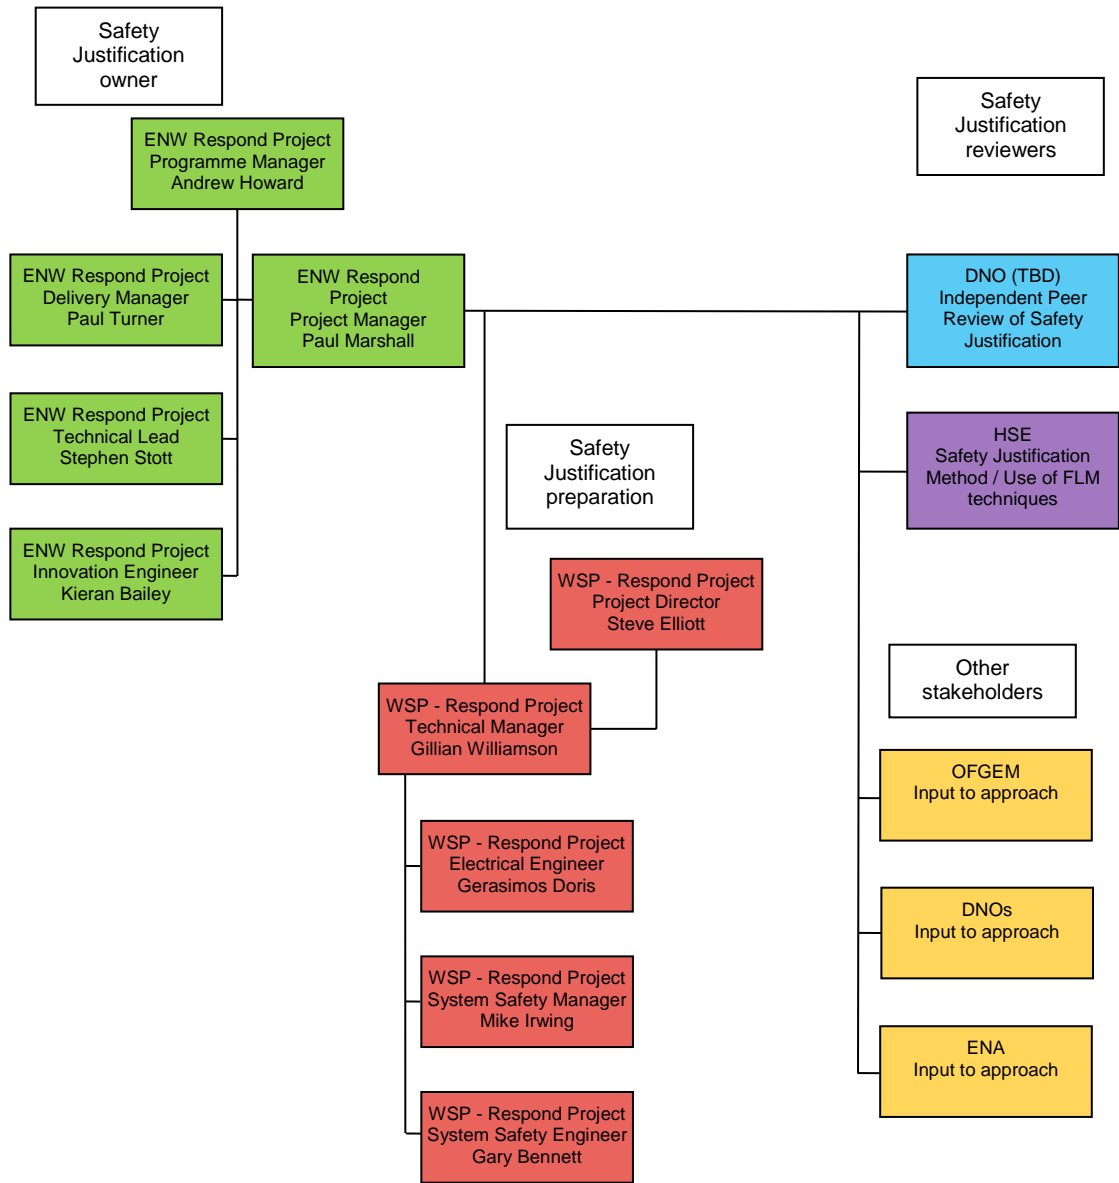 Safety
Justification
owner
Safety
Justification
reviewers
ENW Respond Project
Programme Manager
Andrew Howard
ENW Respond Project
Delivery Manager
Paul Turner
ENW Respond
Project
Project Manager
Paul Marshall
DNO (TBD)
Independent Peer
Review of Safety
Justification
ENW Respond Project
Technical Lead
Stephen Stott
HSE
Safety Justification
Method / Use of FLM
techniques
Safety
Justification
preparation
ENW Respond Project
Innovation Engineer
Kieran Bailey
WSP - Respond Project
Project Director
Steve Elliott
Other
stakeholders
WSP - Respond Project
Technical Manager
Gillian Williamson
OFGEM
Input to approach
WSP - Respond Project
Electrical Engineer
Gerasimos Doris
DNOs
Input to approach
WSP - Respond Project
System Safety Manager
Mike Irwing
ENA
Input to approach
WSP - Respond Project
System Safety Engineer
Gary Bennett